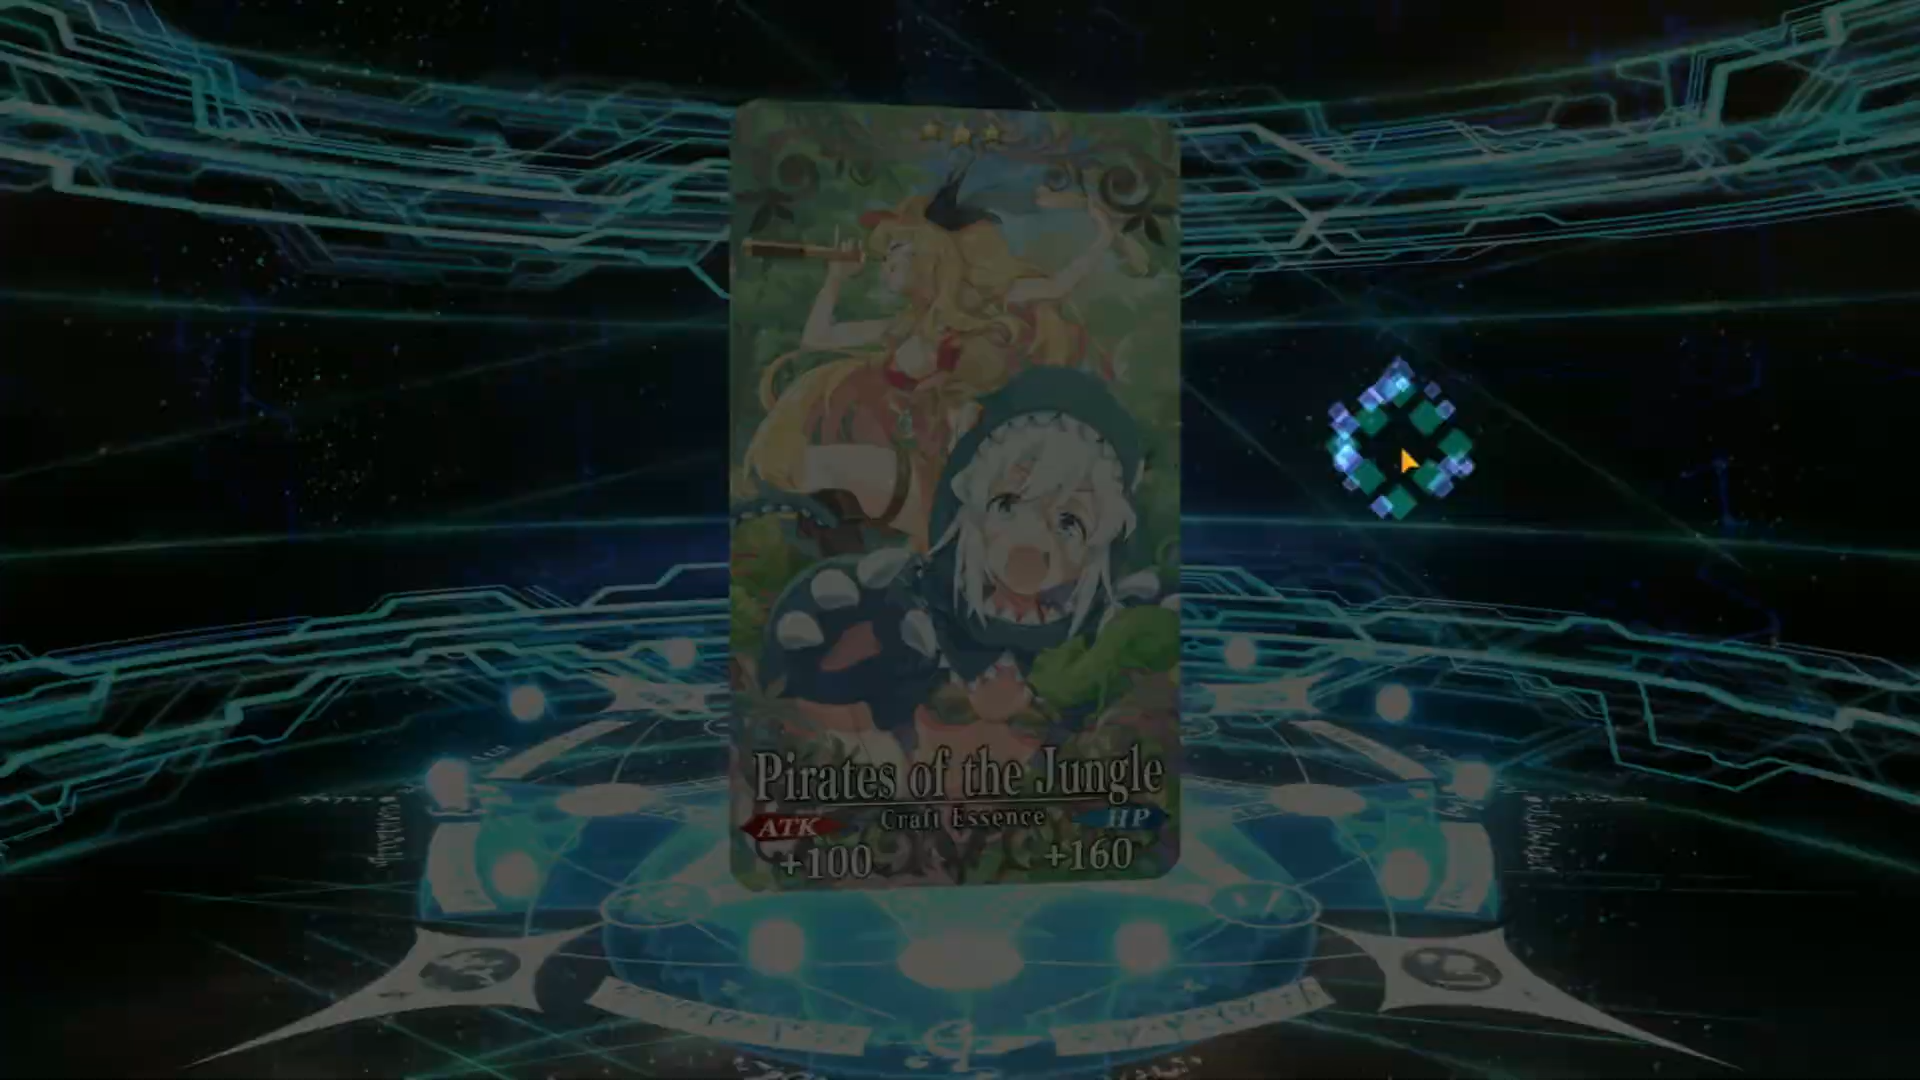 Pirates of the Jungle
Craft Essence
ATK
HP
+100
+160